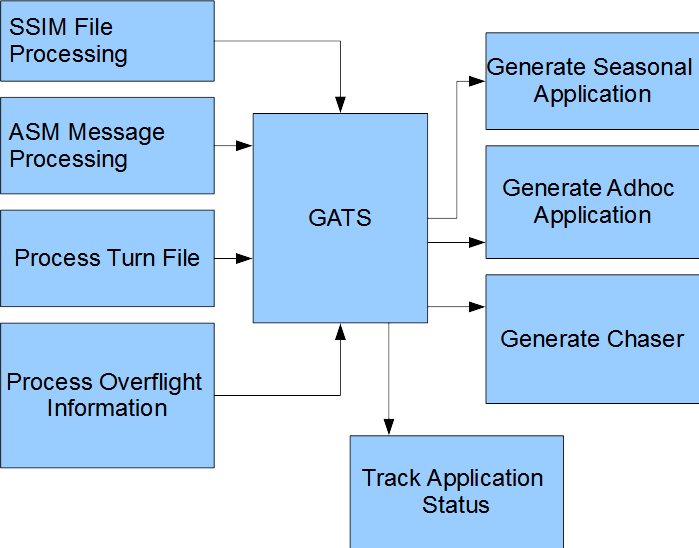 SSIM File
Processing
ASM Message
Processing
Process Turn File
Process Overflight
Information
GATS
Generate Seasonal
Application
Generate Adhoc
Application
Generate Chaser
Track Application
Status